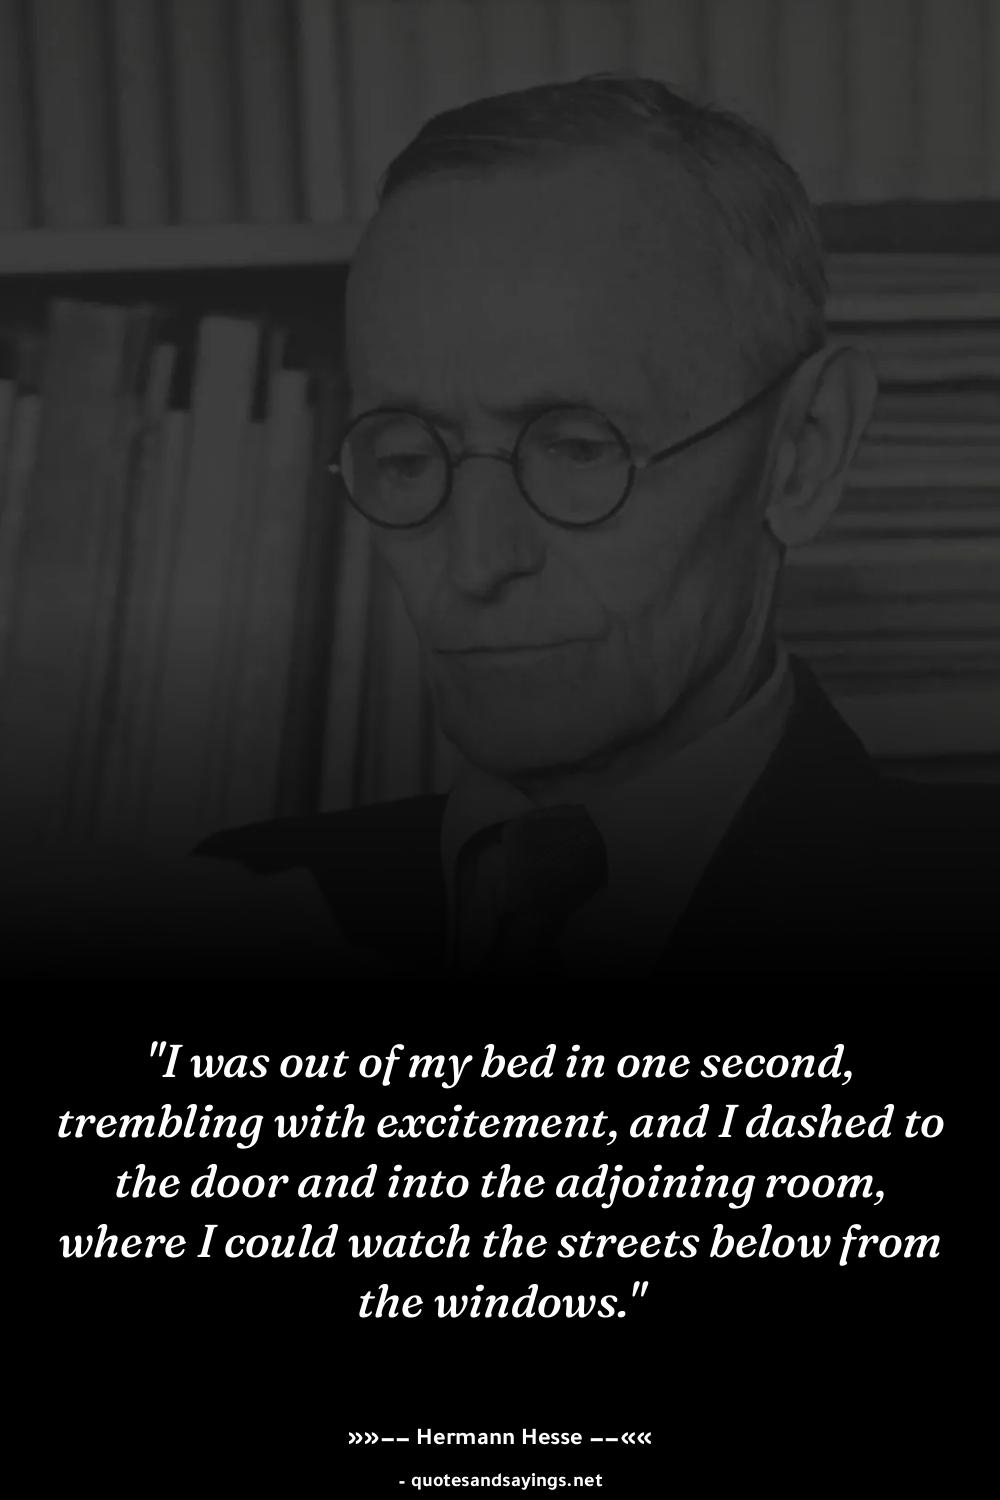 "I was out of my bed in one second,
trembling with excitement, and I dashed to
the door and into the adjoining room,
where I could watch the streets below from
the windows."
»»–– Hermann Hesse ––««
- quotesandsayings.net